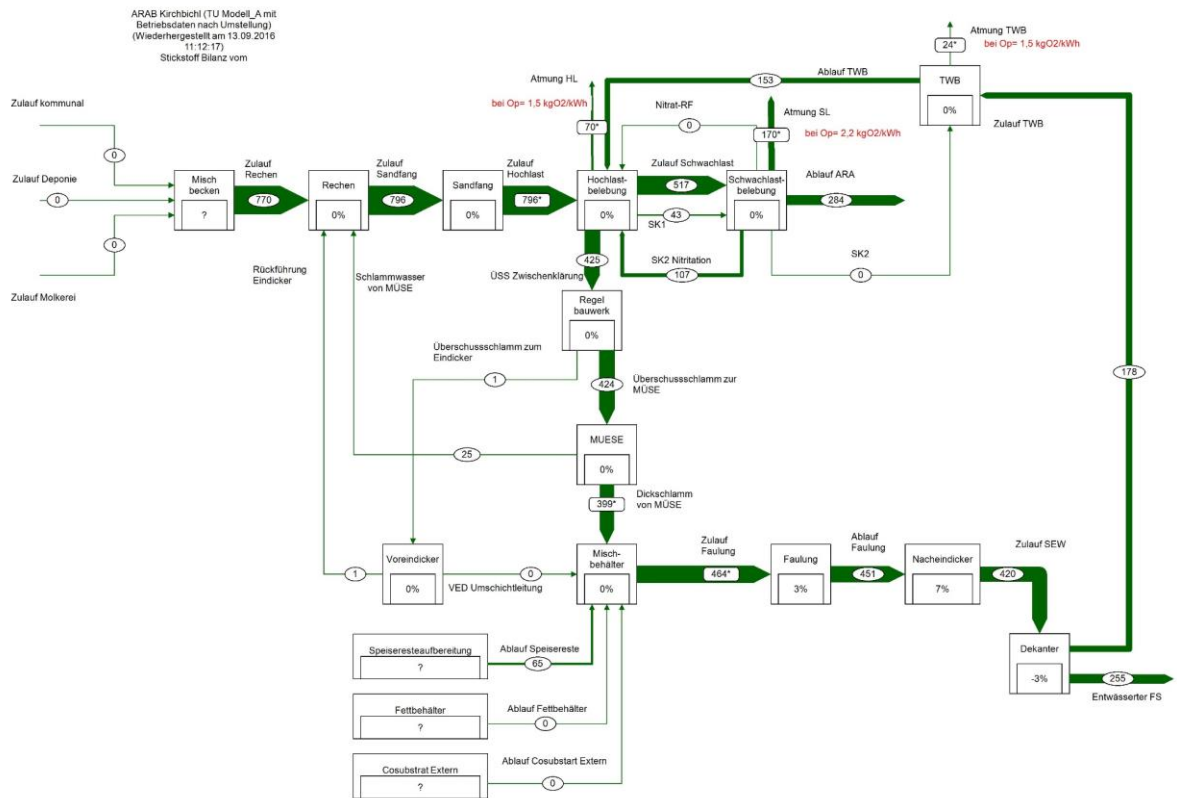 ARAB Kirchbichl (TU Modell_A mit
Betriebsdaten nach Umstellung)
(Wiederhergestellt am 13.09.2016
11:12:17)
Stickstoff Bilanz vom
Atmung TWB
24*
bei Op= 1,5 kgO2/kWh
Ablauf TWB
153
TWB
0%
Zulauf TWB
Atmung HL
bei Op= 1,5 kgO2/kWh
70*
Nitrat-RF
0
Atmung SL
170*
bei Op= 2,2 kgO2/kWh
Zulauf kommunal
0
Zulauf Deponie
0
Zulauf Molkerei
0
Misch
becken
?
Zulauf
Rechen
770
Rechen
0%
Zulauf
Sandfang
796
Sandfang
0%
Zulauf
Hochlast
796*
Hochlast-
belebung
0%
Zulauf Schwachlast
517
43
SK1
Schwachlast-
belebung
0%
Ablauf ARA
284
SK2 Nitritation
107
SK2
0
Rückführung
Eindicker
Schlammwasser
von MÜSE
ÜSS Zwischenklärung
425
Regel
bauwerk
0%
Überschussschlamm zum
Eindicker
1
424
Überschussschlamm zur
MÜSE
178
MUESE
0%
25
399*
Dickschlamm
von MÜSE
1
Voreindicker
0%
0
VED Umschichtleitung
Misch-
behälter
0%
Zulauf
Faulung
464*
Faulung
3%
Ablauf
Faulung
451
Nacheindicker
7%
Zulauf SEW
420
Dekanter
-3%
255
Entwässerter FS
Speiseresteaufbereitung
?
Ablauf Speisereste
65
Fettbehälter
?
Ablauf Fettbehälter
0
Cosubstrat Extern
?
Ablauf Cosubstart Extern
0